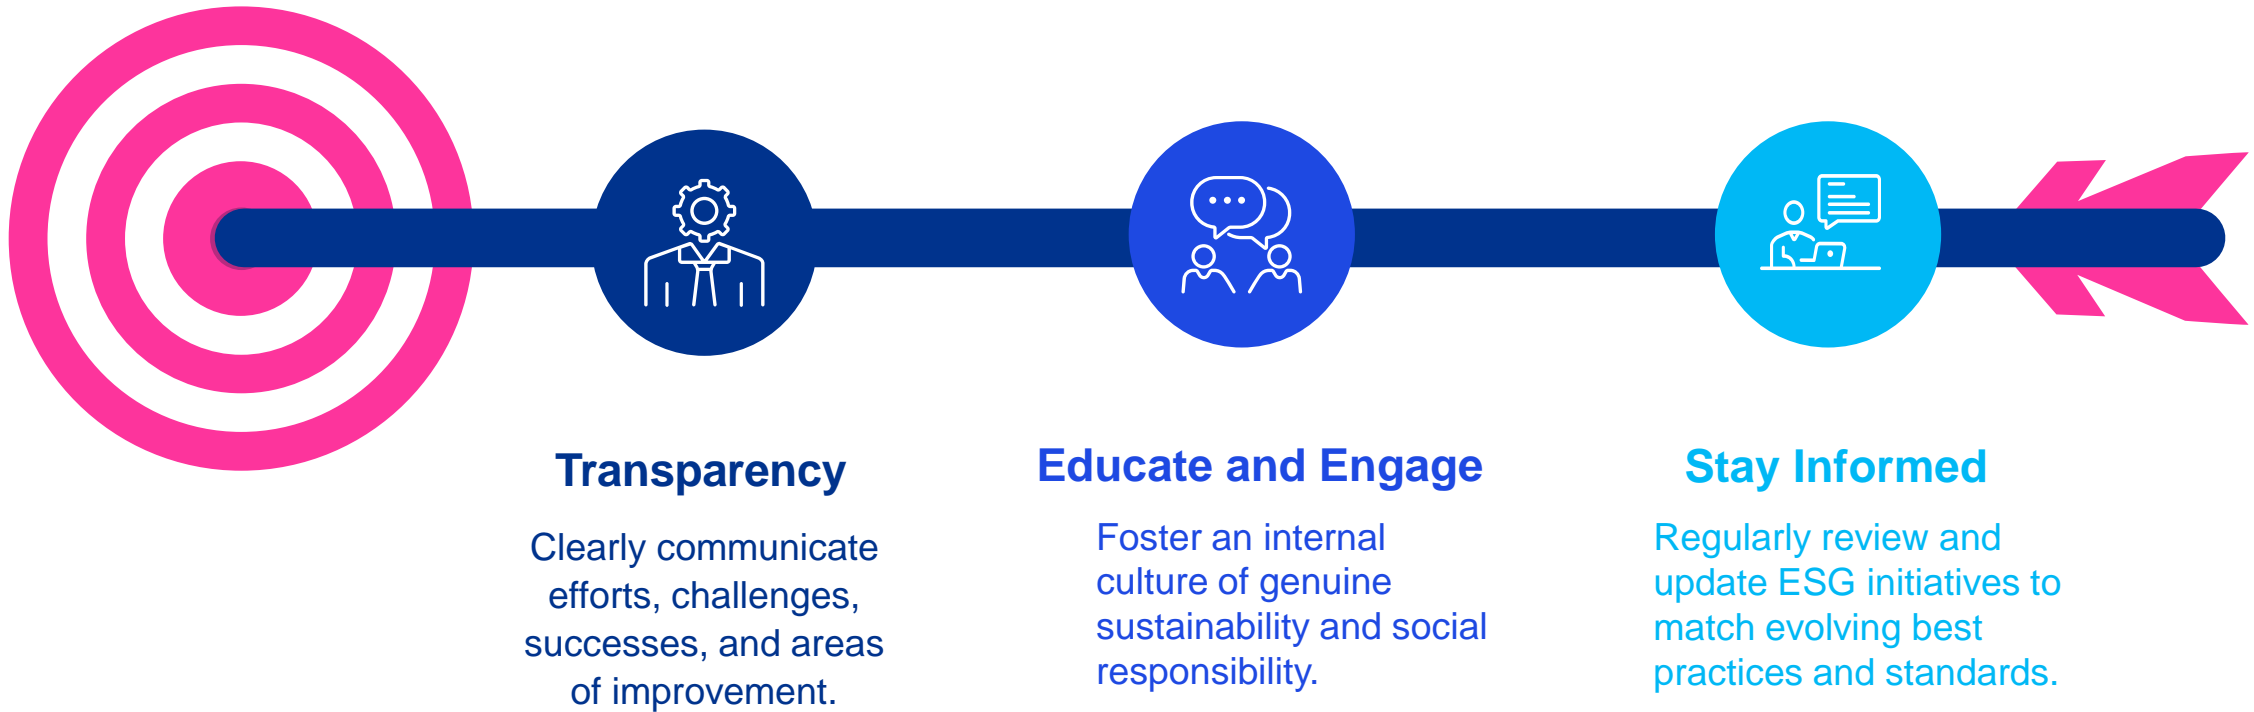 Transparency
Clearly communicate
efforts, challenges,
successes, and areas
of improvement.
Educate and Engage
Foster an internal
culture of genuine
sustainability and social
responsibility.
Stay Informed
Regularly review and
update ESG initiatives to
match evolving best
practices and standards.